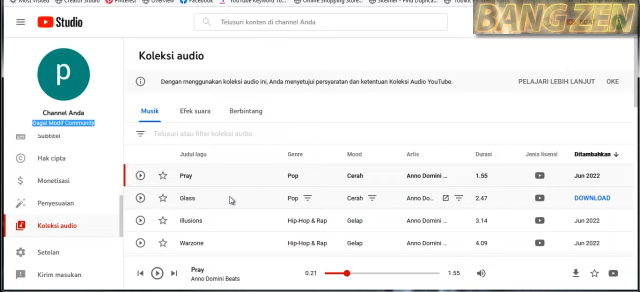 Most Visited Creator Studio Pinterest Overview Facebook YouTube Keyword To... Online Shopping Store...
BANG ZEN
Studio
Telusuri konten di channel Anda
p
Channel Anda
Gagal Modif Community
Subtitel
Hak cipta
Monetisasi
Penyesuaian
Koleksi audio
Setelan
Kirim masukan
Koleksi audio
Dengan menggunakan koleksi audio ini, Anda menyetujui persyaratan dan ketentuan Koleksi Audio YouTube.
PELAJARI LEBIH LANJUT OKE
Musik Efek suara Berbintang
Telusuri atau filter koleksi audio
Judul lagu Genre Mood Artis Durasi Jenis lisensi Ditambahkan
Pray Pop Cerah Anno Domini ... 1.55 Jun 2022
Glass Pop Cerah Anno Do... 2.47 DOWNLOAD
Illusions Hip-Hop & Rap Gelap Anno Domini ... 3.14 Jun 2022
Warzone Hip-Hop & Rap Gelap Anno Domini ... 4.09 Jun 2022
Pray
Anno Domini Beats
0.21 1.55